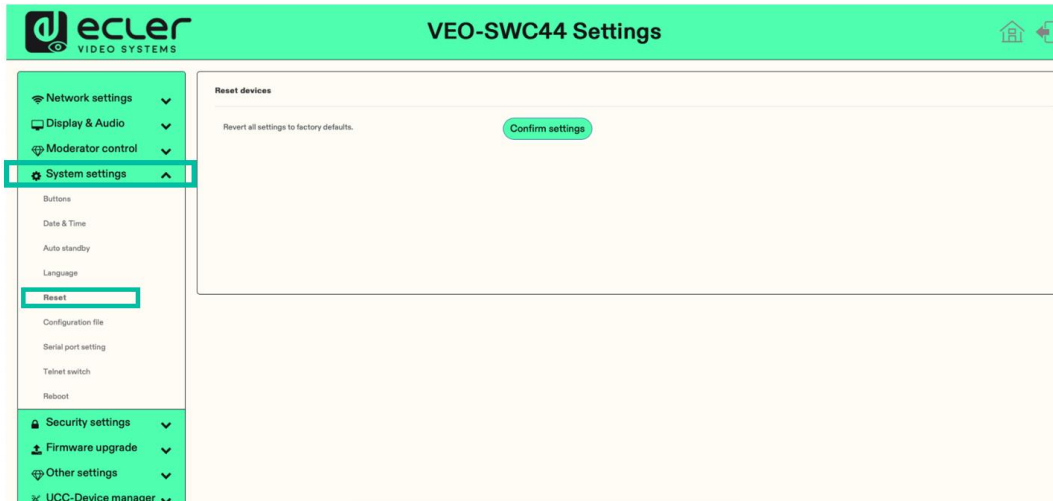 ecler
VIDEO SYSTEMS
VEO-SWC44 Settings
Network settings
Display & Audio
Moderator control
System settings
Buttons
Date & Time
Auto standby
Language
Reset
Configuration file
Serial port setting
Telnet switch
Reboot
Security settings
Firmware upgrade
Other settings
UCC-Device manager
Reset devices
Revert all settings to factory defaults.
Confirm settings